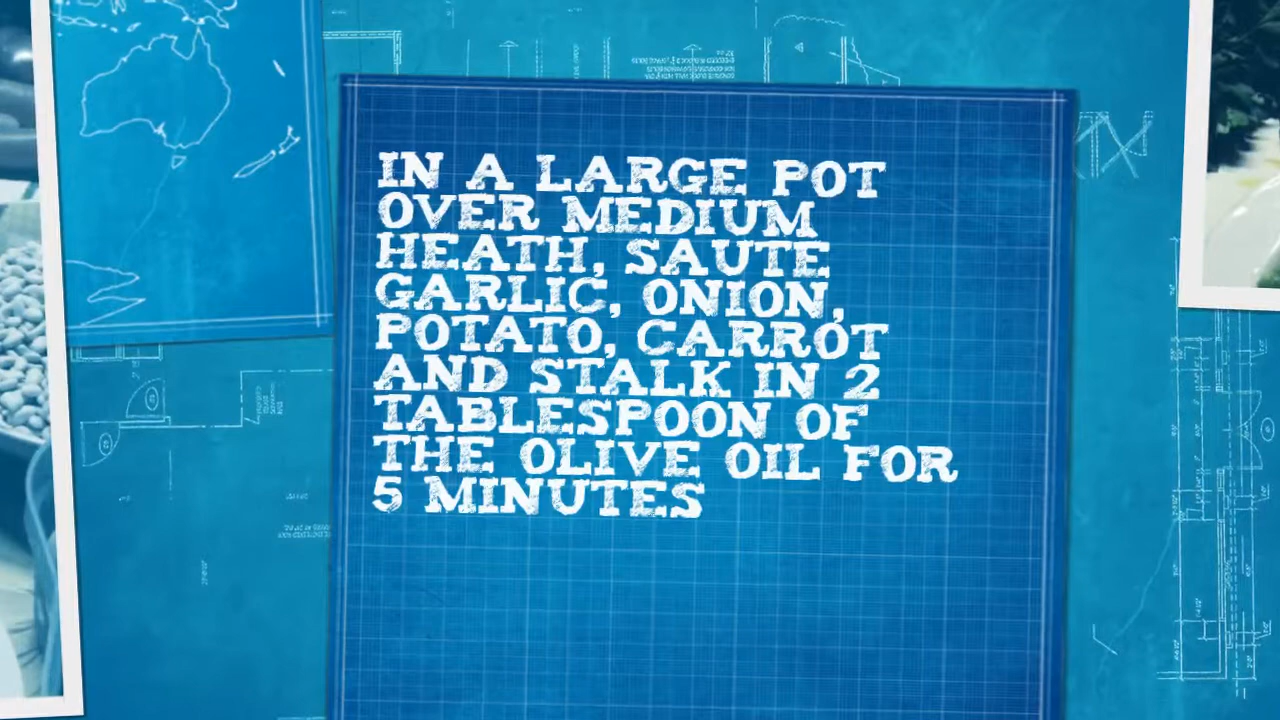 IN A LARGE POT
OVER MEDIUM
HEATH, SAUTE
GARLIC, ONION,
POTATO, CARROT
AND STALK IN 2
TABLESPOON OF
THE OLIVE OIL FOR
5 MINUTES